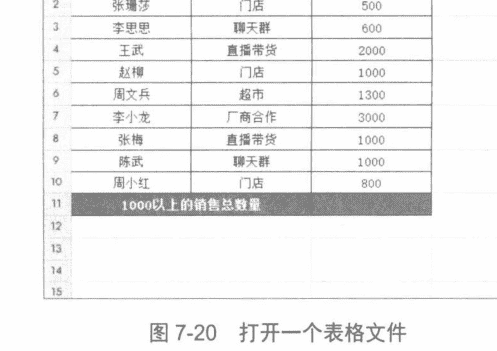 2 张珊莎 门店 500
3 李思思 聊天群 600
4 王武 直播带货 2000
5 赵柳 门店 1000
6 周文兵 超市 1300
7 李小龙 厂商合作 3000
8 张梅 直播带货 1000
9 陈武 聊天群 1000
10 周小红 门店 800
11 1000以上的销售总数量
12
13
14
15
图 7-20 打开一个表格文件